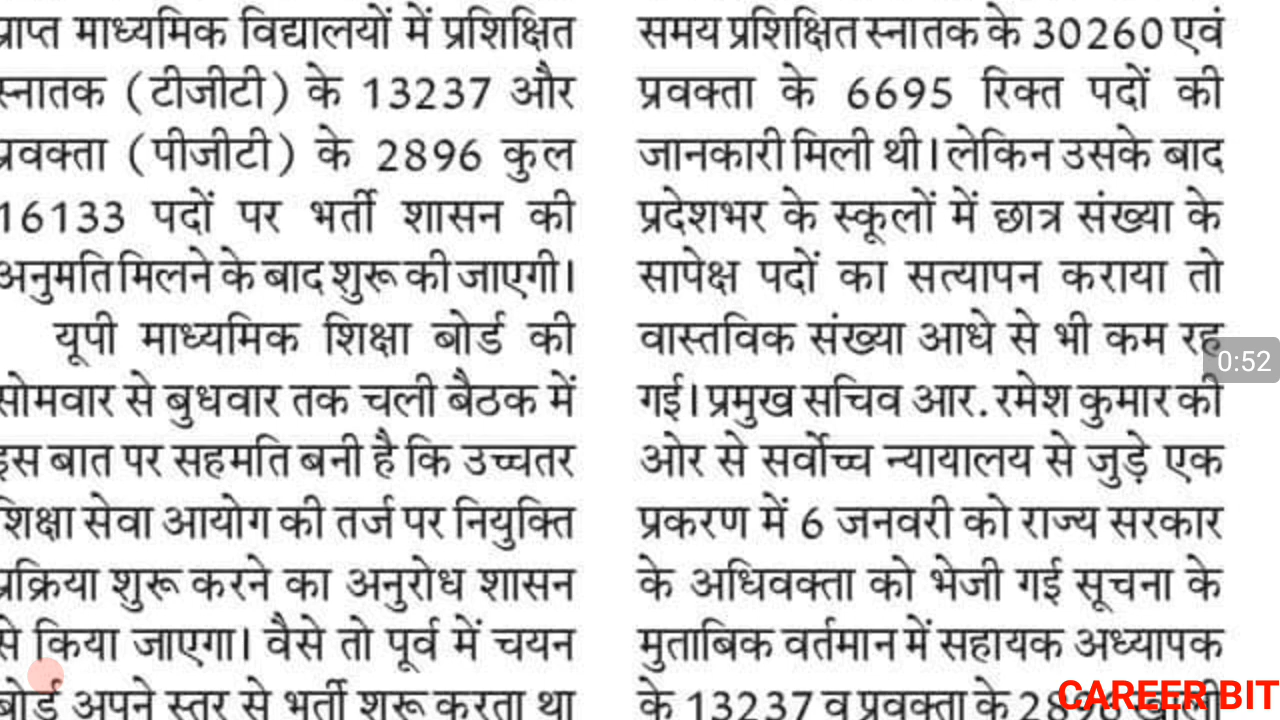 प्राप्त माध्यमिक विद्यालयों में प्रशिक्षित
स्नातक (टीजीटी) के 13237 और
प्रवक्ता (पीजीटी) के 2896 कुल
16133 पदों पर भर्ती शासन की
अनुमति मिलने के बाद शुरू की जाएगी।
यूपी माध्यमिक शिक्षा बोर्ड की
सोमवार से बुधवार तक चली बैठक में
इस बात पर सहमति बनी है कि उच्चतर
शिक्षा सेवा आयोग की तर्ज पर नियुक्ति
प्रक्रिया शुरू करने का अनुरोध शासन
से किया जाएगा। वैसे तो पूर्व में चयन
बोर्ड अपने स्तर से भर्ती शुरू करता था
समय प्रशिक्षित स्नातक के 30260 एवं
प्रवक्ता के 6695 रिक्त पदों की
जानकारी मिली थी। लेकिन उसके बाद
प्रदेशभर के स्कूलों में छात्र संख्या के
सापेक्ष पदों का सत्यापन कराया तो
वास्तविक संख्या आधे से भी कम रह
गई। प्रमुख सचिव आर. रमेश कुमार की
ओर से सर्वोच्च न्यायालय से जुड़े एक
प्रकरण में 6 जनवरी को राज्य सरकार
के अधिवक्ता को भेजी गई सूचना के
मुताबिक वर्तमान में सहायक अध्यापक
के 13237 व प्रवक्ता के
0:52
CAREER BIT